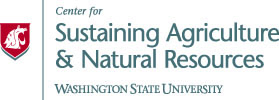 Center for
Sustaining Agriculture
& Natural Resources
WASHINGTON STATE UNIVERSITY